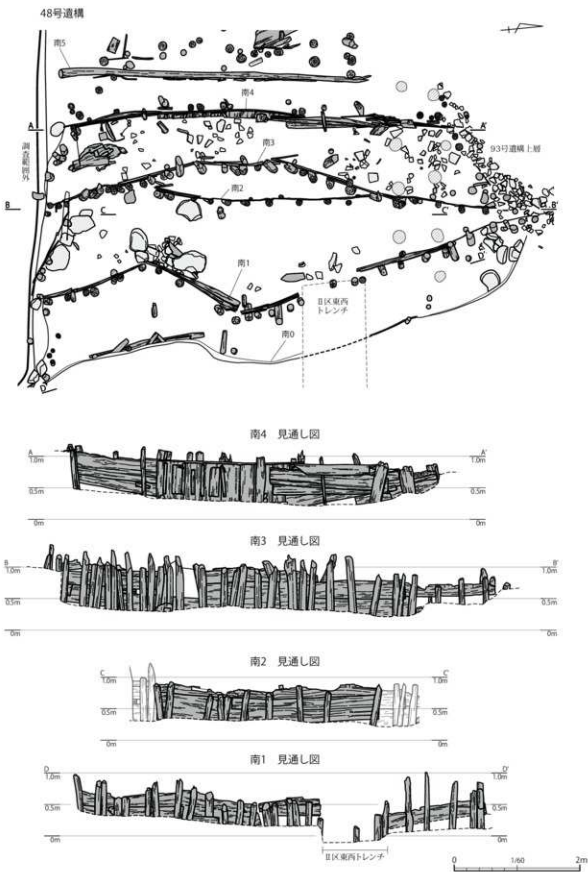 48号遺構
南5
南4
A
A'
南3
93号遺構上層
調査範囲外
南2
B
B'
C
C'
南1
Ⅱ区東西
トレンチ
南0
南4 見通し図
A
A'
1.0m
1.0m
0.5m
0.5m
0m
0m
南3 見通し図
B
B'
1.0m
1.0m
0.5m
0.5m
0m
0m
南2 見通し図
C
C'
1.0m
1.0m
0.5m
0.5m
0m
0m
南1 見通し図
D
D'
1.0m
1.0m
0.5m
0.5m
0m
0m
Ⅱ区東西トレンチ
0
1/60
2m